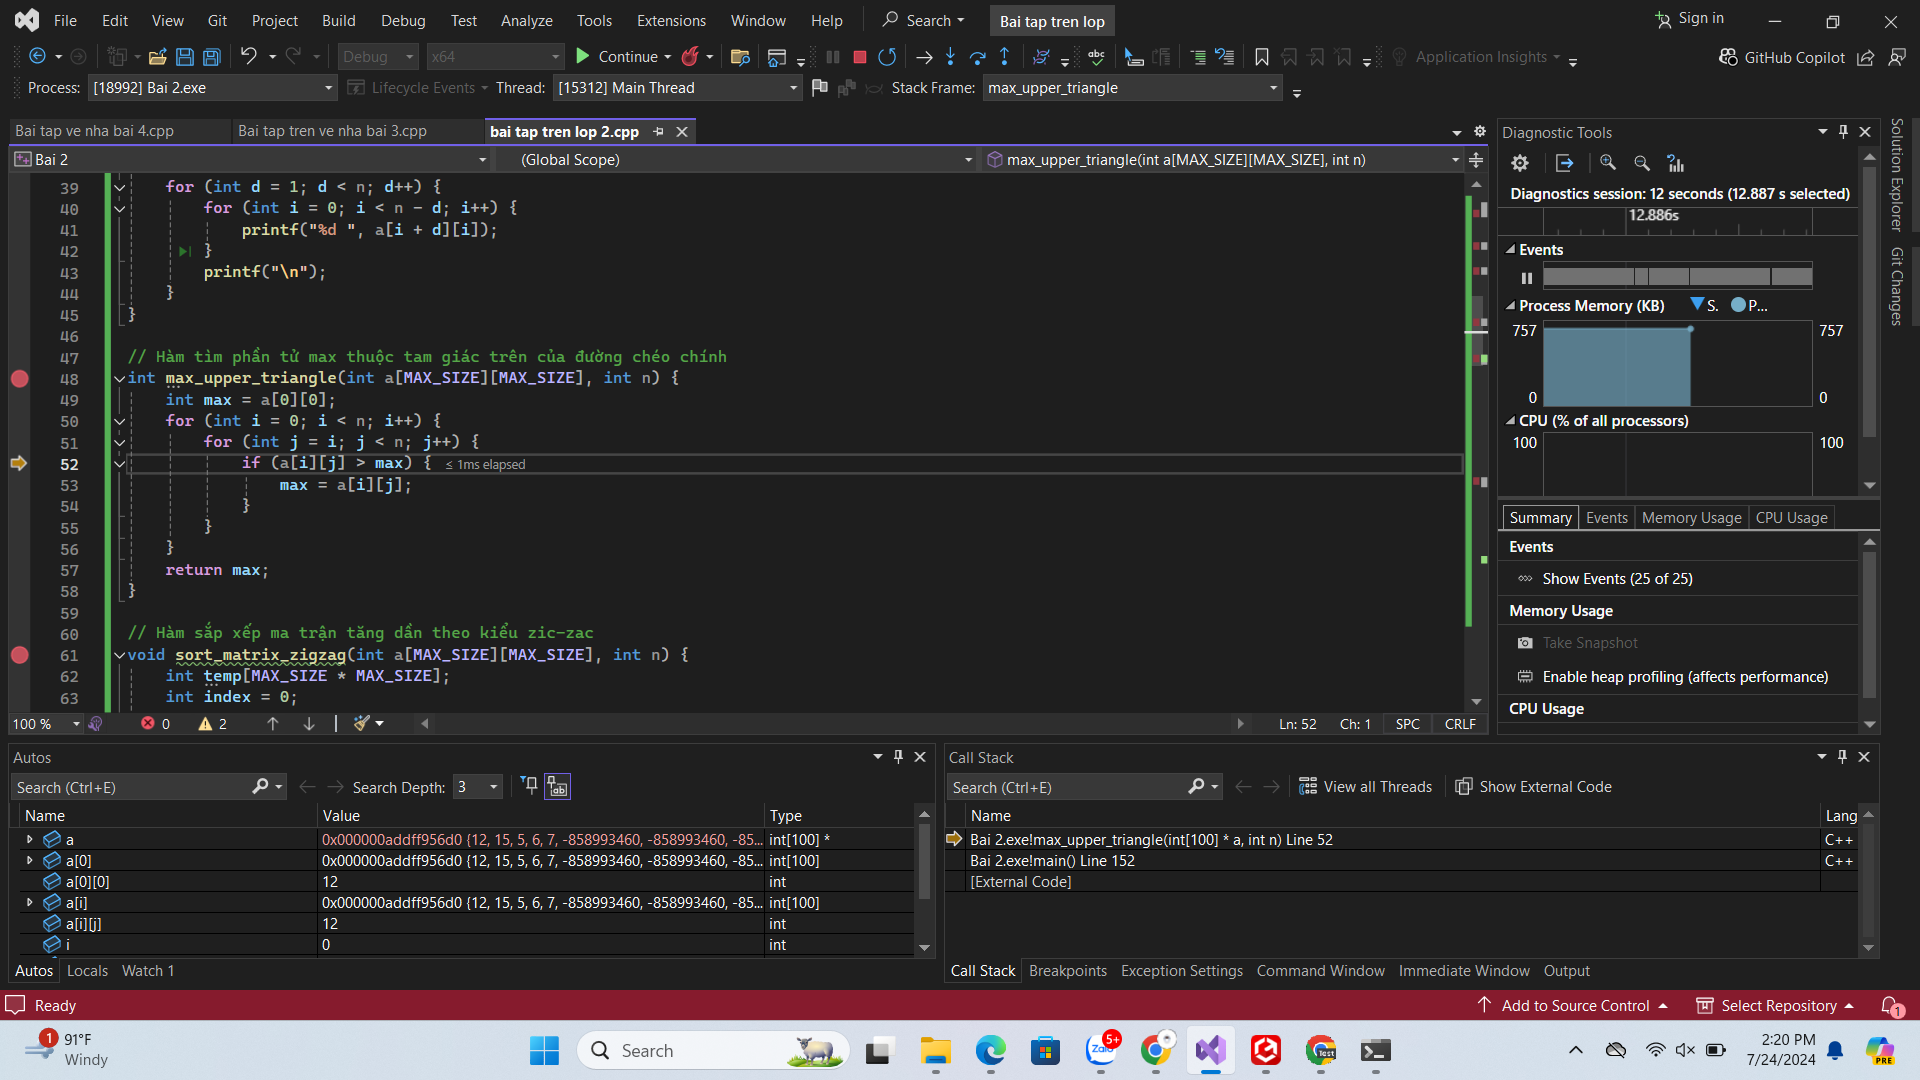 File Edit View Git Project Build Debug Test Analyze Tools Extensions Window Help Search Bai tap tren lop Sign in
Debug x64 Continue abc Application Insights GitHub Copilot
Process: [18992] Bai 2.exe Lifecycle Events Thread: [15312] Main Thread Stack Frame: max_upper_triangle
Bai tap ve nha bai 4.cpp Bai tap tren ve nha bai 3.cpp bai tap tren lop 2.cpp
Bai 2 (Global Scope) max_upper_triangle(int a[MAX_SIZE][MAX_SIZE], int n)
39 for (int d = 1; d < n; d++) {
40 for (int i = 0; i < n - d; i++) {
41 printf("%d ", a[i + d][i]);
42 }
43 printf("\n");
44 }
45 }
46
47 // Hàm tìm phần tử max thuộc tam giác trên của đường chéo chính
48 int max_upper_triangle(int a[MAX_SIZE][MAX_SIZE], int n) {
49 int max = a[0][0];
50 for (int i = 0; i < n; i++) {
51 for (int j = i; j < n; j++) {
52 if (a[i][j] > max) { ≤ 1ms elapsed
53 max = a[i][j];
54 }
55 }
56 }
57 return max;
58 }
59
60 // Hàm sắp xếp ma trận tăng dần theo kiểu zic-zac
61 void sort_matrix_zigzag(int a[MAX_SIZE][MAX_SIZE], int n) {
62 int temp[MAX_SIZE * MAX_SIZE];
63 int index = 0;
100 % 0 2 Ln: 52 Ch: 1 SPC CRLF
Diagnostic Tools
Diagnostics session: 12 seconds (12.887 s selected)
12.886s
Events
Process Memory (KB) S. P...
757 757
0 0
CPU (% of all processors)
100 100
Summary Events Memory Usage CPU Usage
Events
Show Events (25 of 25)
Memory Usage
Take Snapshot
Enable heap profiling (affects performance)
CPU Usage
Solution Explorer
Git Changes
Autos
Search (Ctrl+E) Search Depth: 3
Name Value Type
a 0x000000addff956d0 {12, 15, 5, 6, 7, -858993460, -858993460, -85... int[100] *
a[0] 0x000000addff956d0 {12, 15, 5, 6, 7, -858993460, -858993460, -85... int[100]
a[0][0] 12 int
a[i] 0x000000addff956d0 {12, 15, 5, 6, 7, -858993460, -858993460, -85... int[100]
a[i][j] 12 int
i 0 int
Autos Locals Watch 1
Call Stack
Search (Ctrl+E) View all Threads Show External Code
Name Lang
Bai 2.exe!max_upper_triangle(int[100] * a, int n) Line 52 C++
Bai 2.exe!main() Line 152 C++
[External Code]
Call Stack Breakpoints Exception Settings Command Window Immediate Window Output
Ready Add to Source Control Select Repository 1
1 91°F
Windy
Search
Zalo 5+
Test
2:20 PM
7/24/2024
PRE